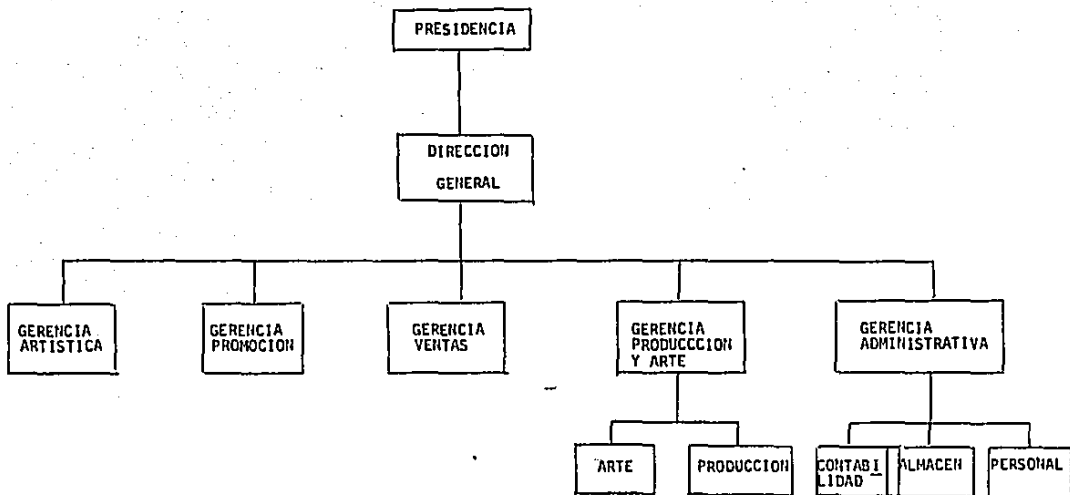 PRESIDENCIA
DIRECCION
GENERAL
GERENCIA
ARTISTICA
GERENCIA
PROMOCION
GERENCIA
VENTAS
GERENCIA
PRODUCCCION
Y ARTE
GERENCIA
ADMINISTRATIVA
ARTE
PRODUCCION
CONTABI
LIDAD
ALMACEN
PERSONAL